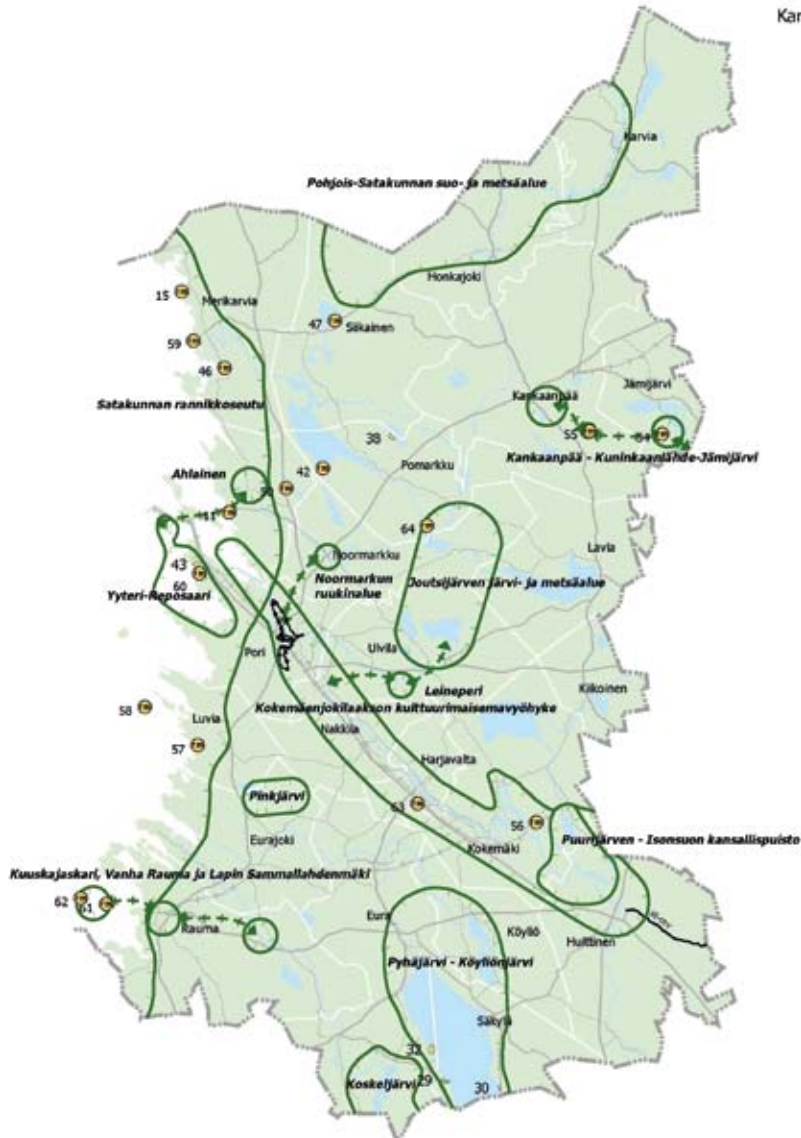 Kar
Karvia
Pohjois-Satakunnan suo- ja metsäalue
Honkajoki
15
Merikarvia
47
Siikainen
59
46
Jämijärvi
Kankaanpää
Satakunnan rannikkoseutu
38
55
54
Kankaanpää - Kuninkaanlähde-Jämijärvi
Ahlainen
42
Pomarkku
51
64
Noormarkku
Lavia
43
60
Noormarkun
ruukinalue
Joutsijärven järvi- ja metsäalue
Yyteri-Reposaari
Pori
Ulvila
Kiikoinen
Leineperi
58
Luvia
Kokemäenjokilaakson kulttuurimaisemavyöhyke
Nakkila
57
Harjavalta
Pinkjärvi
63
56
Eurajoki
Kokemäki
Puurijärven - Isonsuon kansallispuisto
Kuuskajaskari, Vanha Rauma ja Lapin Sammallahdenmäki
62
61
Rauma
Eura
Köyliö
Huittinen
Pyhäjärvi - Köyliönjärvi
Säkylä
32
Koskeljärvi
29
30